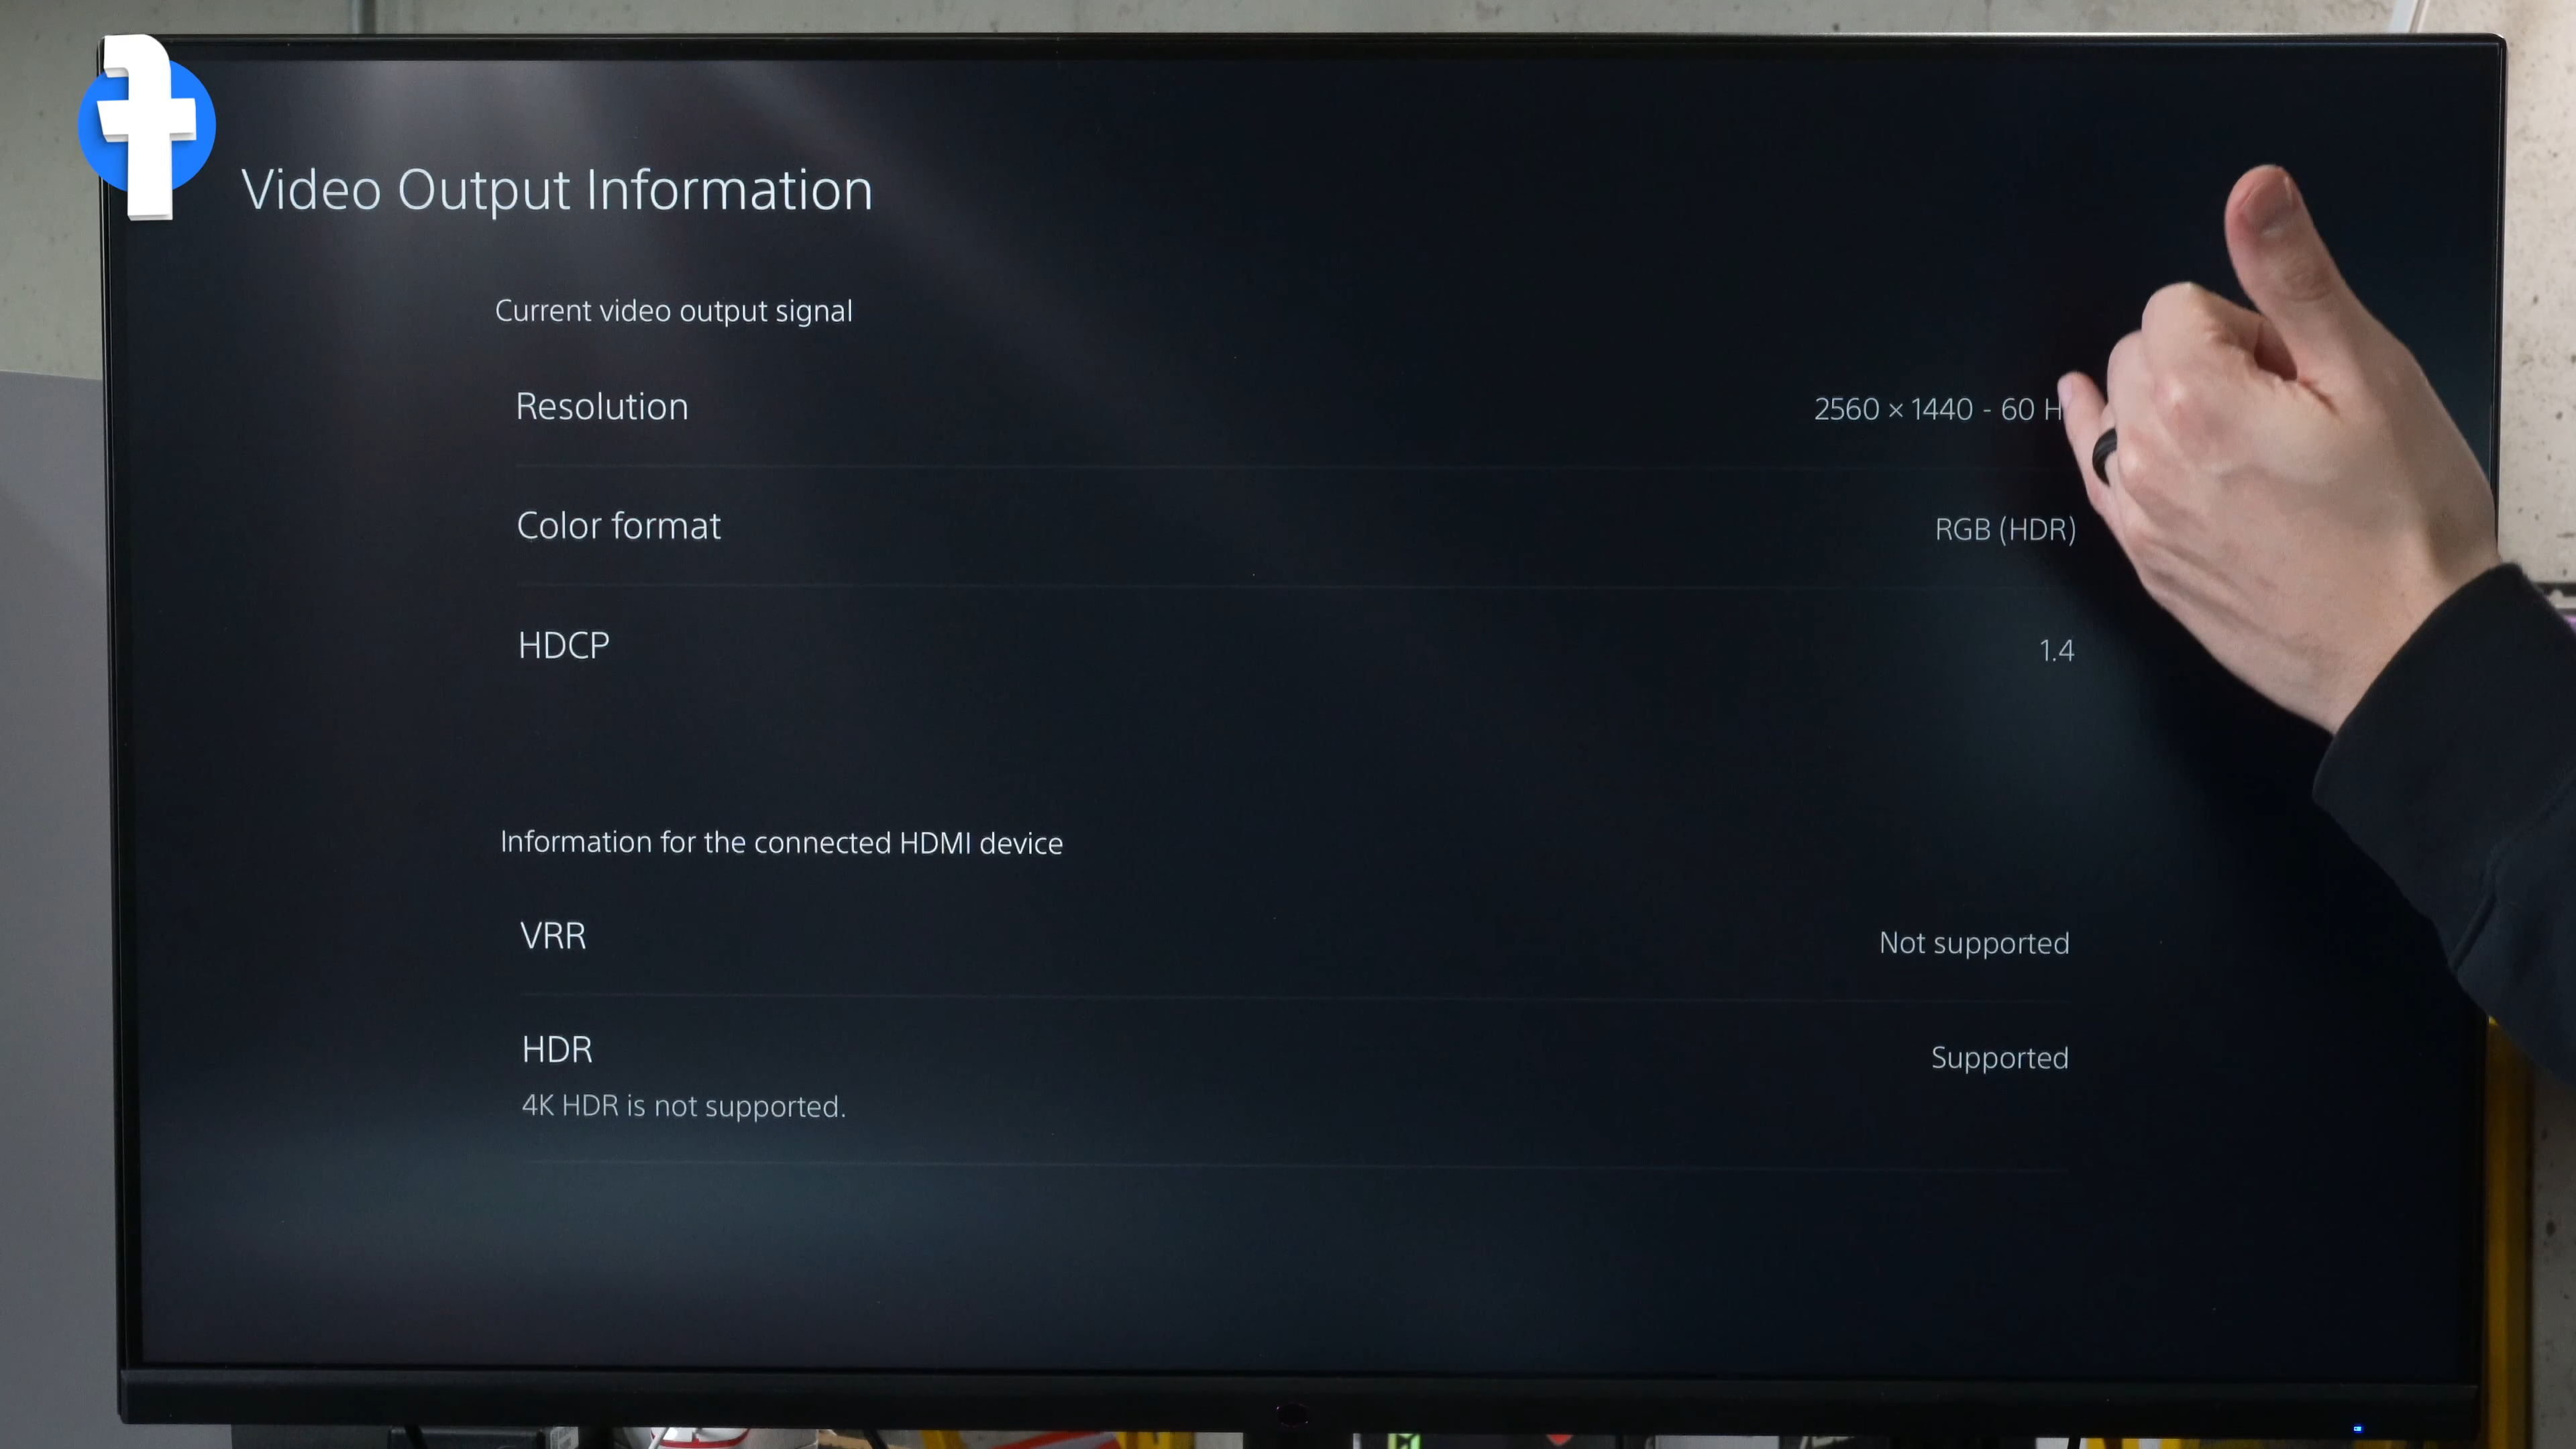 f
Video Output Information
Current video output signal
Resolution
2560 × 1440 - 60 H
Color format
RGB (HDR)
HDCP
1.4
Information for the connected HDMI device
VRR
Not supported
HDR
Supported
4K HDR is not supported.